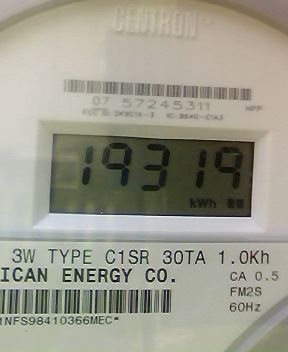 CENTRON
07 57245311
19319
kWh
3W TYPE C1SR 30TA 1.0Kh
ICAN ENERGY CO.
CA 0.5
FM2S
60Hz
1NFS98410366MEC*